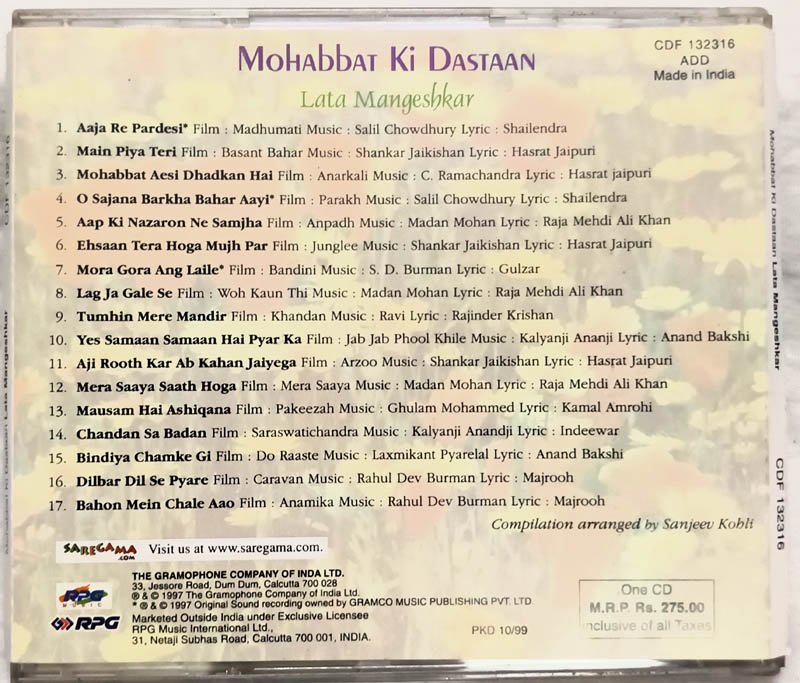 Mohabbat Ki Dastaan
Lata Mangeshkar
CDF 132316
ADD
Made in India
1. Aaja Re Pardesi* Film : Madhumati Music : Salil Chowdhury Lyric : Shailendra
2. Main Piya Teri Film : Basant Bahar Music : Shankar Jaikishan Lyric : Hasrat Jaipuri
3. Mohabbat Aesi Dhadkan Hai Film : Anarkali Music : C. Ramachandra Lyric : Hasrat jaipuri
4. O Sajana Barkha Bahar Aayi* Film : Parakh Music : Salil Chowdhury Lyric : Shailendra
5. Aap Ki Nazaron Ne Samjha Film : Anpadh Music : Madan Mohan Lyric : Raja Mehdi Ali Khan
6. Ehsaan Tera Hoga Mujh Par Film : Junglee Music : Shankar Jaikishan Lyric : Hasrat Jaipuri
7. Mora Gora Ang Laile* Film : Bandini Music : S. D. Burman Lyric : Gulzar
8. Lag Ja Gale Se Film : Woh Kaun Thi Music : Madan Mohan Lyric : Raja Mehdi Ali Khan
9. Tumhin Mere Mandir Film : Khandan Music : Ravi Lyric : Rajinder Krishan
10. Yes Samaan Samaan Hai Pyar Ka Film : Jab Jab Phool Khile Music : Kalyanji Ananji Lyric : Anand Bakshi
11. Aji Rooth Kar Ab Kahan Jaiyega Film : Arzoo Music : Shankar Jaikishan Lyric : Hasrat Jaipuri
12. Mera Saaya Saath Hoga Film : Mera Saaya Music : Madan Mohan Lyric : Raja Mehdi Ali Khan
13. Mausam Hai Ashiqana Film : Pakeezah Music : Ghulam Mohammed Lyric : Kamal Amrohi
14. Chandan Sa Badan Film : Saraswatichandra Music : Kalyanji Anandji Lyric : Indeewar
15. Bindiya Chamke Gi Film : Do Raaste Music : Laxmikant Pyarelal Lyric : Anand Bakshi
16. Dilbar Dil Se Pyare Film : Caravan Music : Rahul Dev Burman Lyric : Majrooh
17. Bahon Mein Chale Aao Film : Anamika Music : Rahul Dev Burman Lyric : Majrooh
Compilation arranged by Sanjeev Kohli
SAREGAMA.COM Visit us at www.saregama.com.
RPG MUSIC
RPG
THE GRAMOPHONE COMPANY OF INDA LTD.
33, Jessore Road, Dum Dum, Calcutta 700 028
℗ & © 1997 The Gramophone Company of India Ltd.
* ℗ & © 1997 Original Sound recording owned by GRAMCO MUSIC PUBLISHING PVT. LTD.
Marketed Outside India under Exclusive Licensee
RPG Music International Ltd.,
31, Netaji Subhas Road, Calcutta 700 001, INDIA.
PKD 10/99
One CD
M.R.P. Rs. 275.00
Inclusive of all Taxes
Mohabbat Ki Dastaan Lata Mangeshkar CDF 132316
Mohabbat Ki Dastaan Lata Mangeshkar CDF 132316